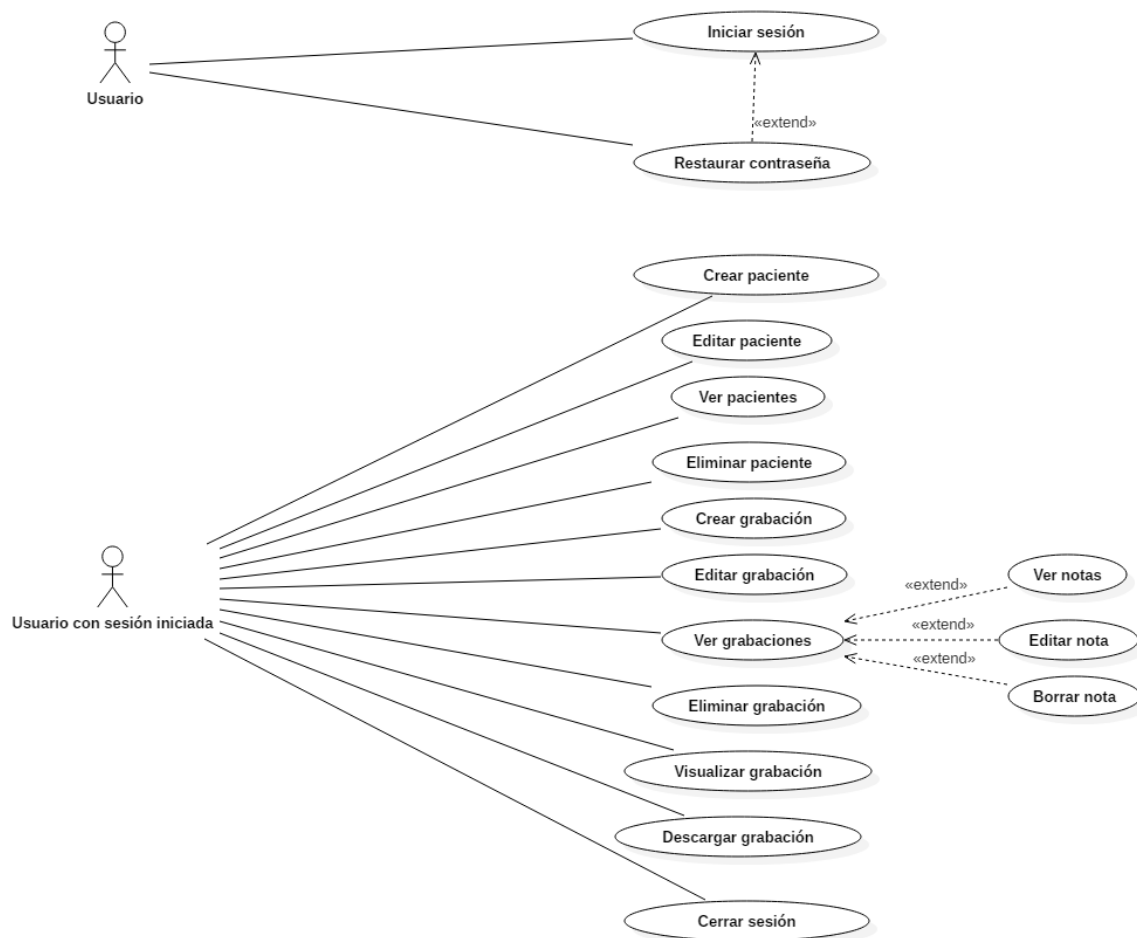 Iniciar sesión
Usuario
«extend»
Restaurar contraseña
Crear paciente
Editar paciente
Ver pacientes
Eliminar paciente
Crear grabación
Editar grabación
Usuario con sesión iniciada
Ver grabaciones
«extend»
Ver notas
«extend»
Editar nota
«extend»
Borrar nota
Eliminar grabación
Visualizar grabación
Descargar grabación
Cerrar sesión